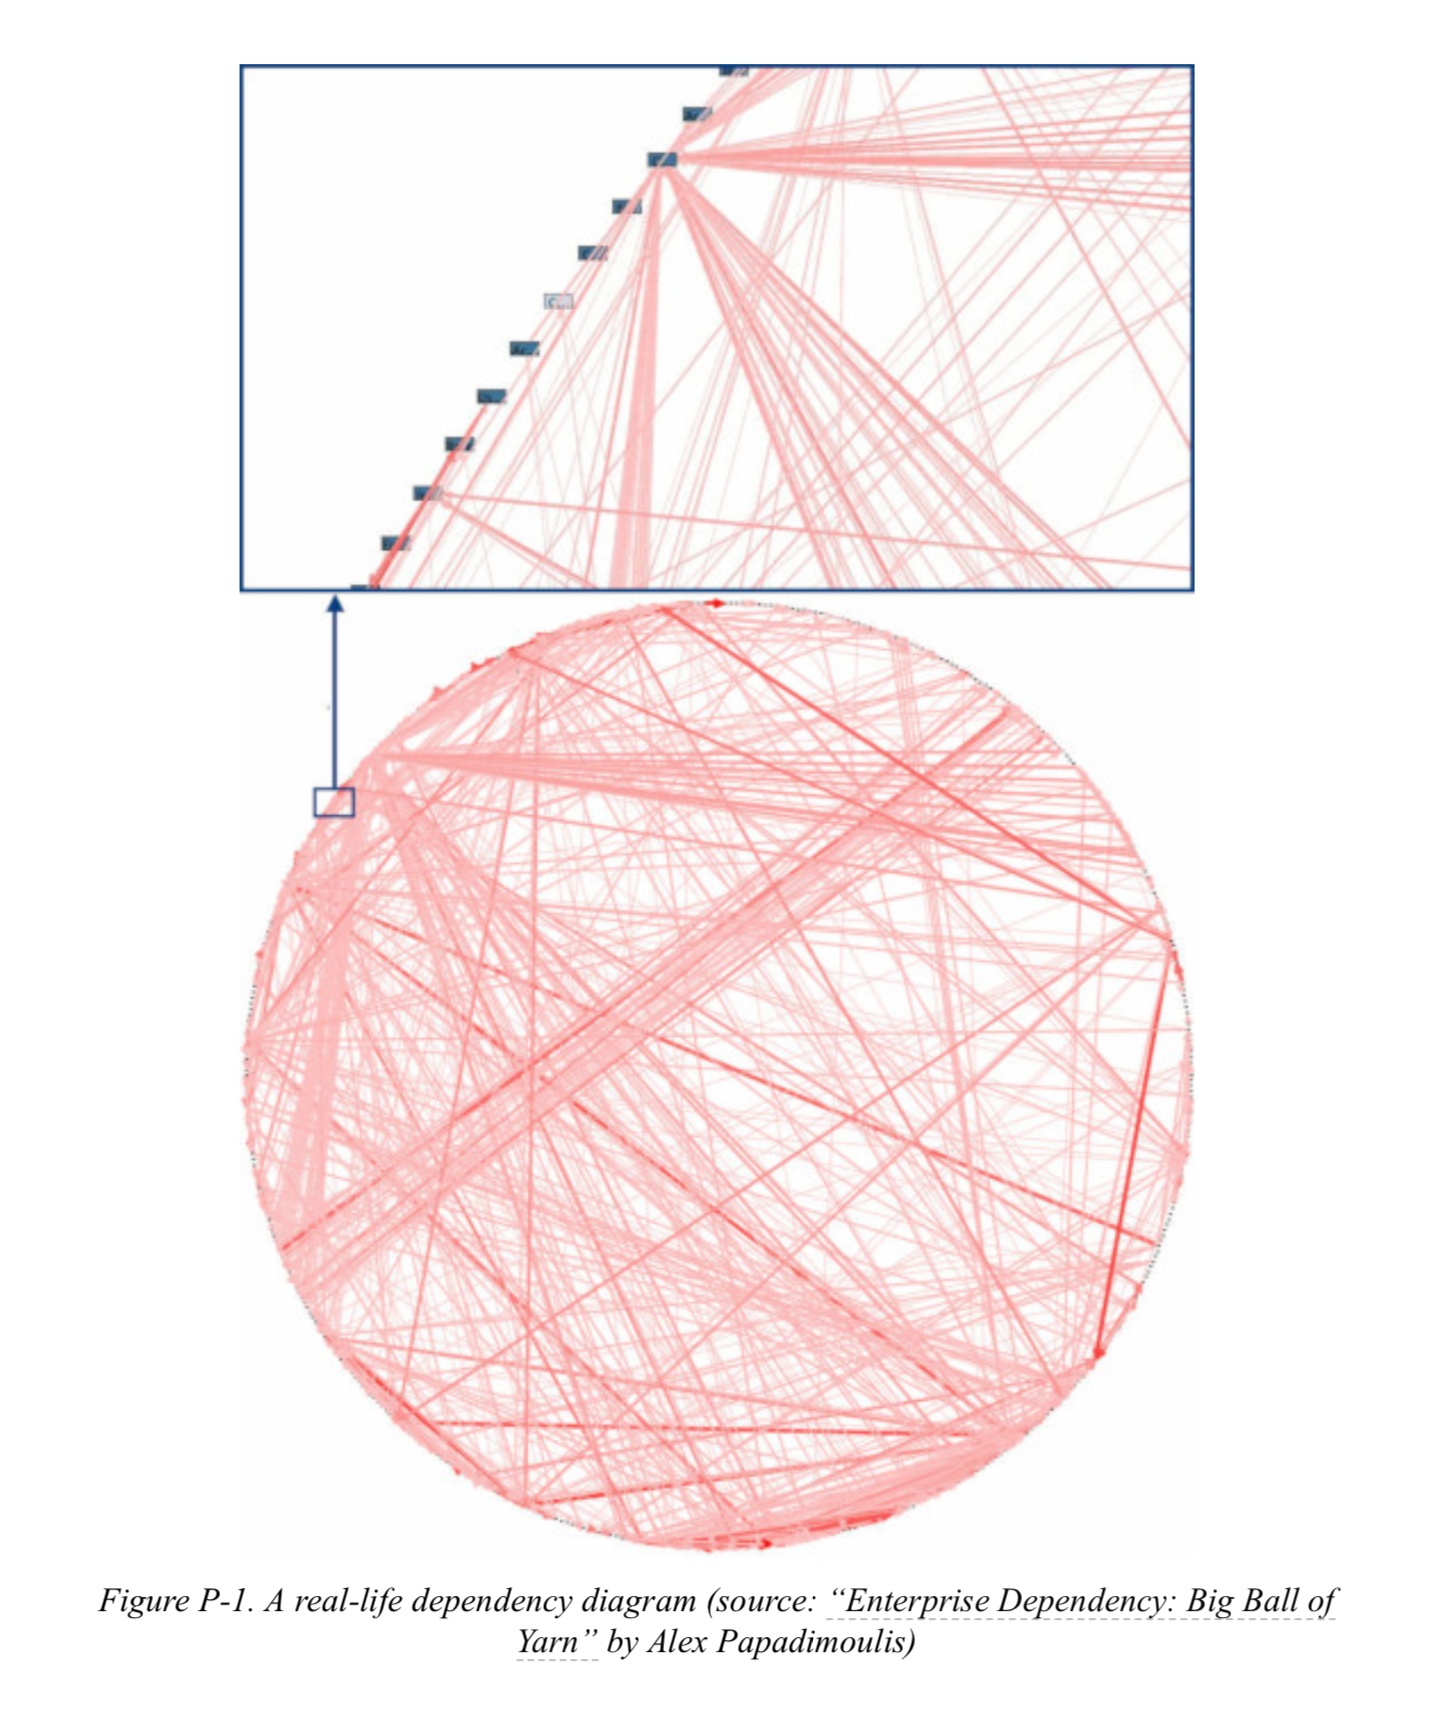 Figure P-1. A real-life dependency diagram (source: “Enterprise Dependency: Big Ball of
Yarn” by Alex Papadimoulis)